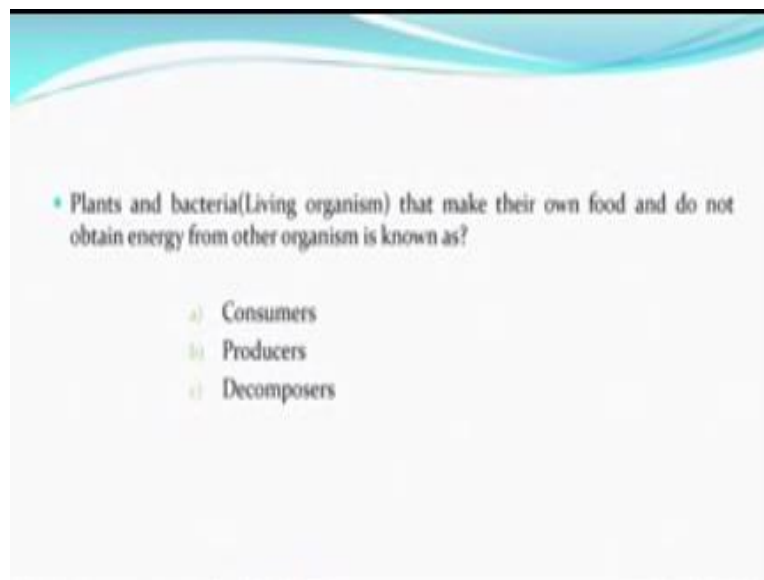 • Plants and bacteria(Living organism) that make their own food and do not
obtain energy from other organism is known as?
a) Consumers
b) Producers
c) Decomposers